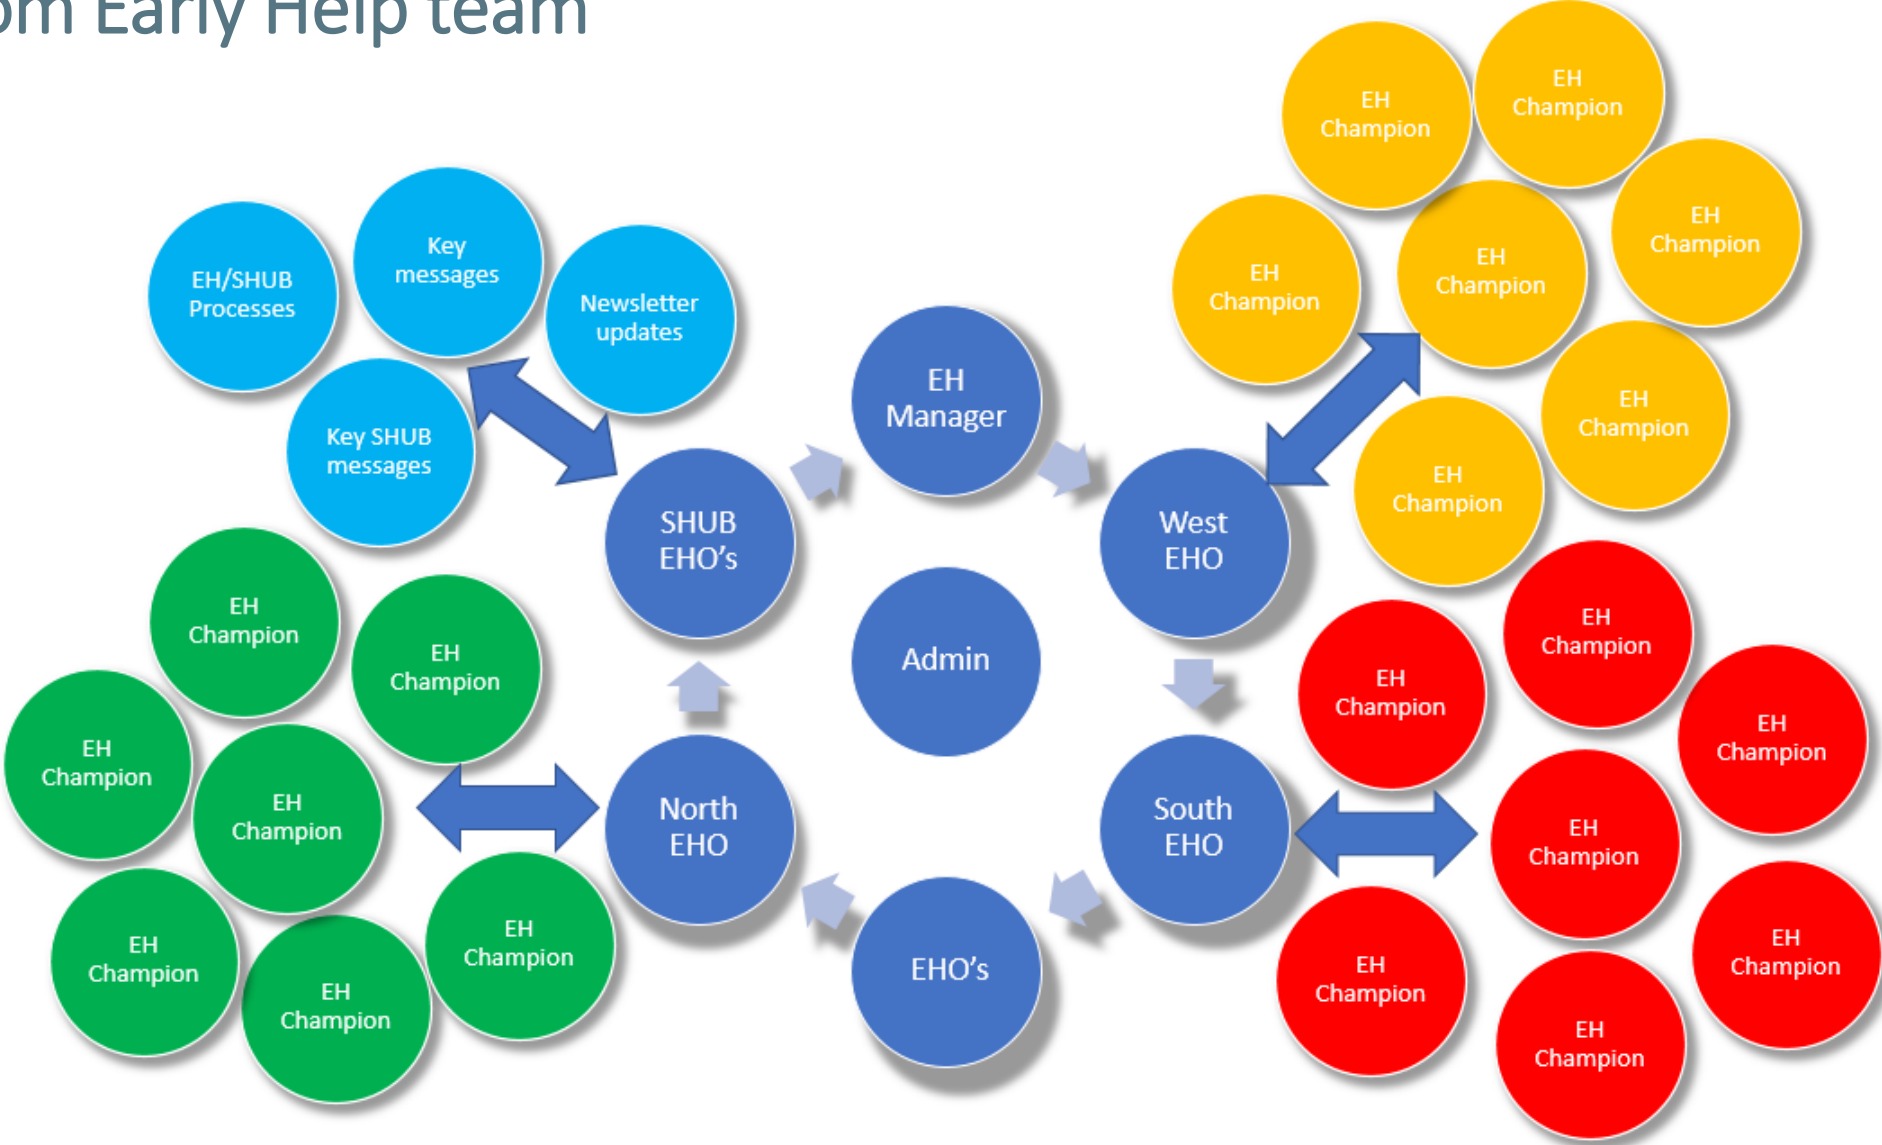 om Early Help team
EH
Champion
EH
Champion
EH
Champion
EH
Champion
EH
Champion
EH
Champion
EH
Champion
EH/SHUB
Processes
Key
messages
Newsletter
updates
Key SHUB
messages
EH
Manager
West
EHO
South
EHO
EHO's
North
EHO
SHUB
EHO's
Admin
EH
Champion
EH
Champion
EH
Champion
EH
Champion
EH
Champion
EH
Champion
EH
Champion
EH
Champion
EH
Champion
EH
Champion
EH
Champion
EH
Champion
EH
Champion
EH
Champion